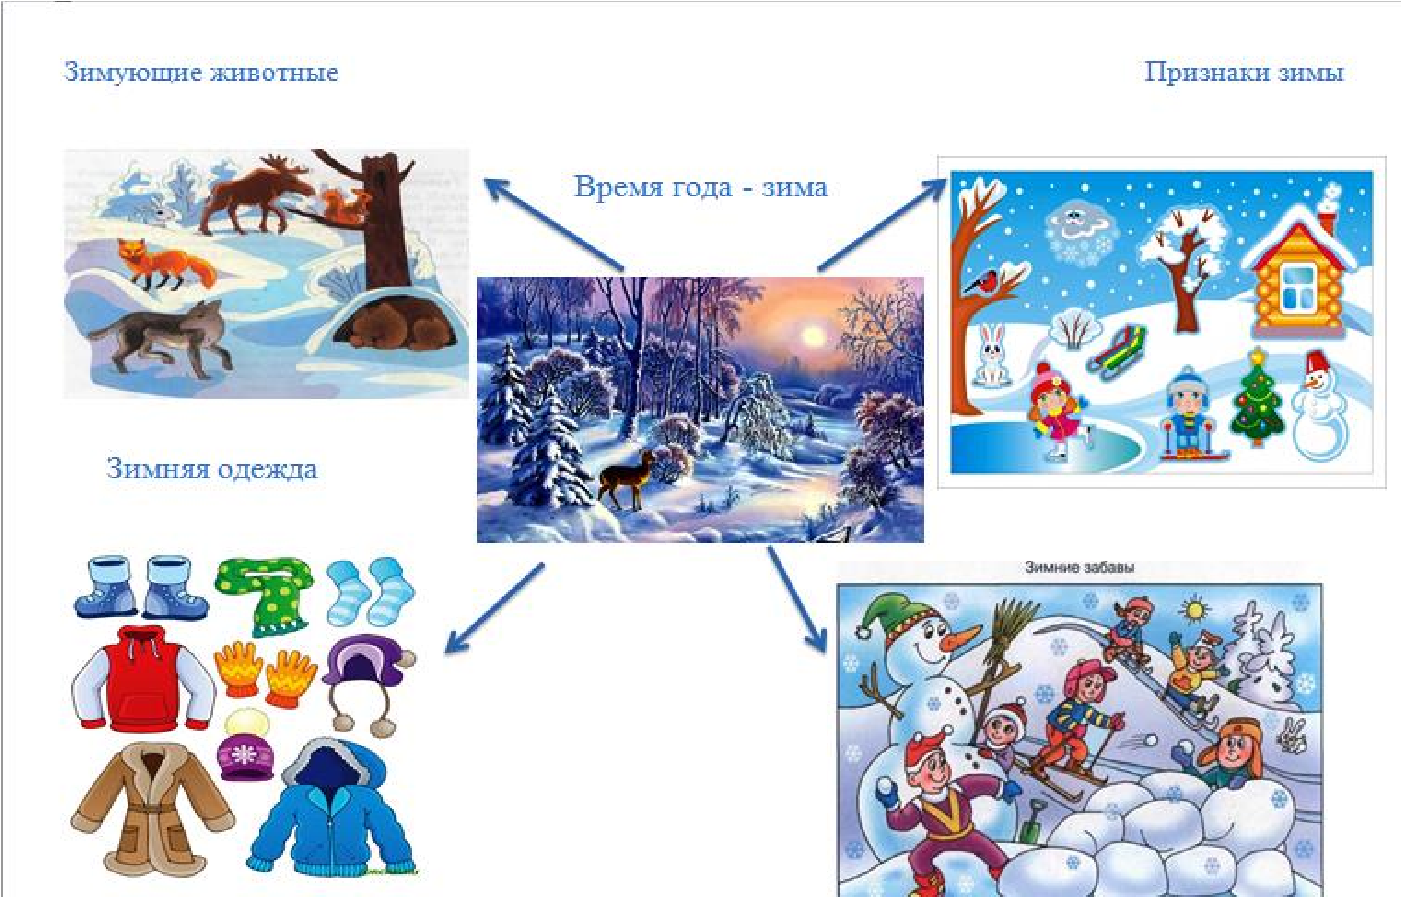 Зимующие животные
Признаки зимы
Время года - зима
Зимняя одежда
Зимние забавы